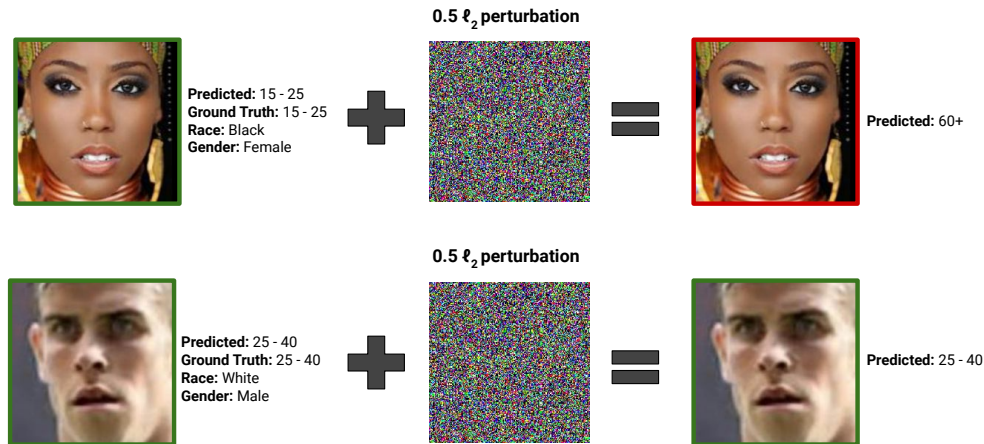 0.5 ℓ2 perturbation
Predicted: 15 - 25
Ground Truth: 15 - 25
Race: Black
Gender: Female
Predicted: 60+
0.5 ℓ2 perturbation
Predicted: 25 - 40
Ground Truth: 25 - 40
Race: White
Gender: Male
Predicted: 25 - 40